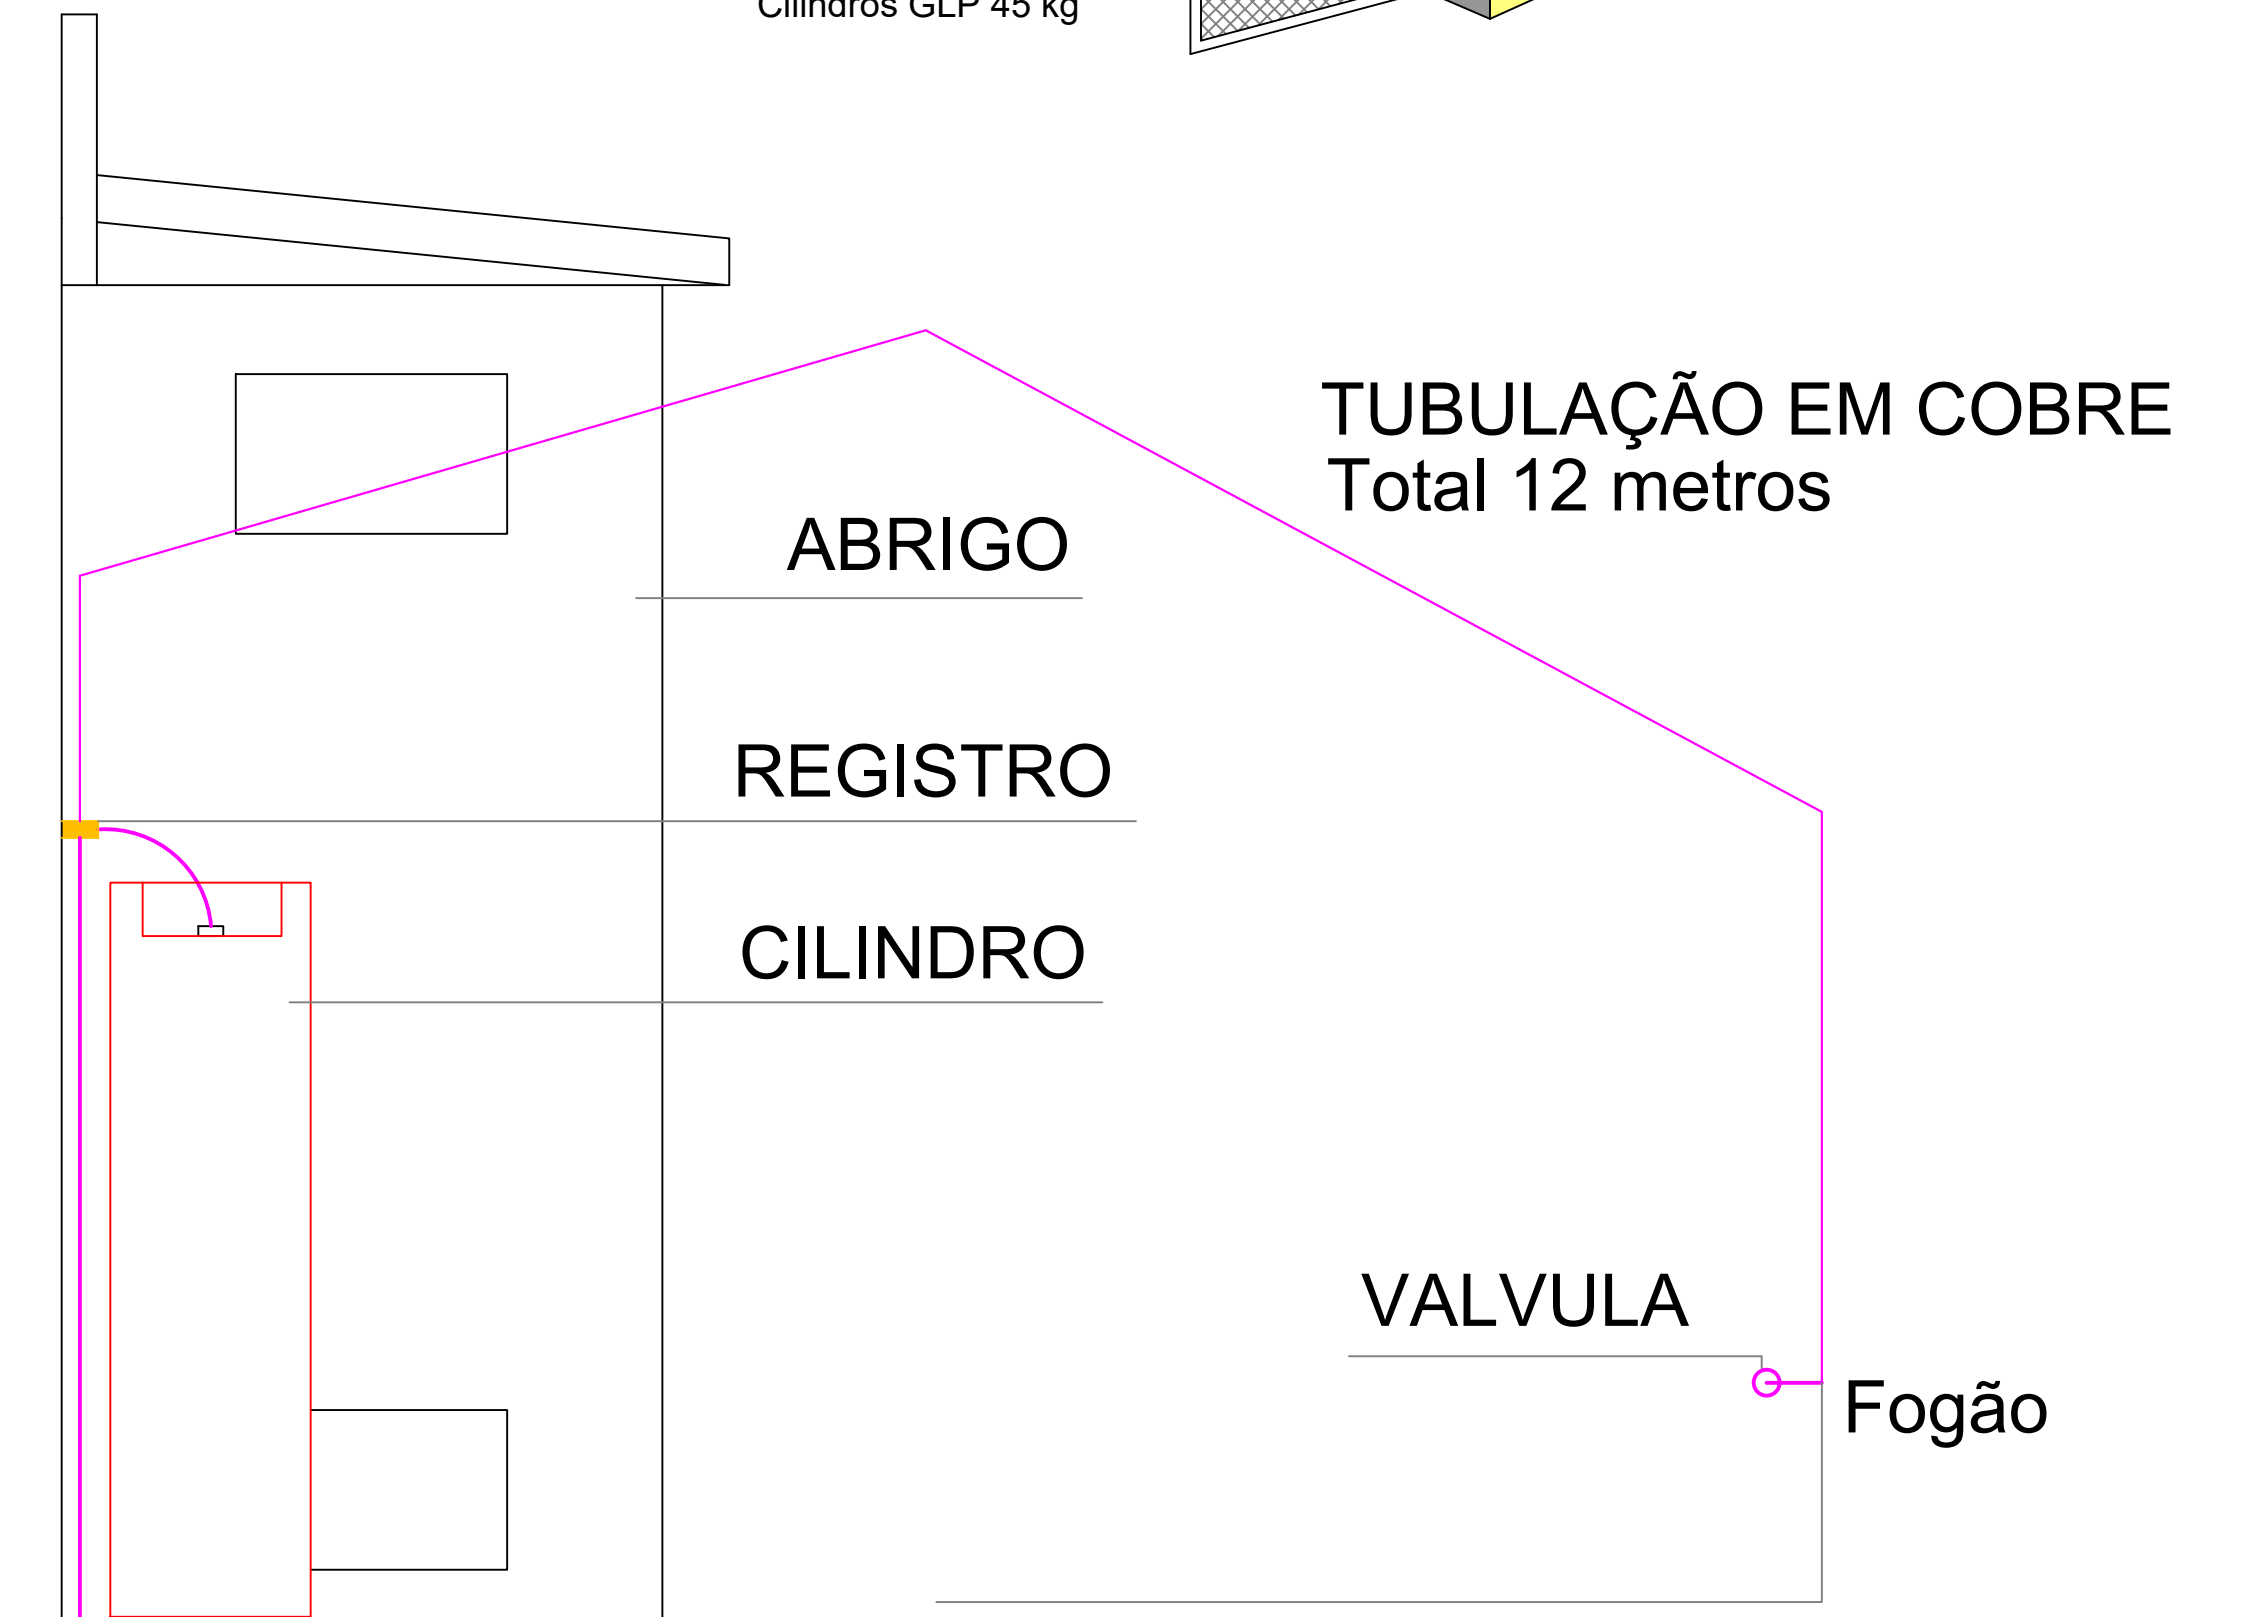 Cilindros GLP 45 kg
TUBULAÇÃO EM COBRE
Total 12 metros
ABRIGO
REGISTRO
CILINDRO
VALVULA
Fogão